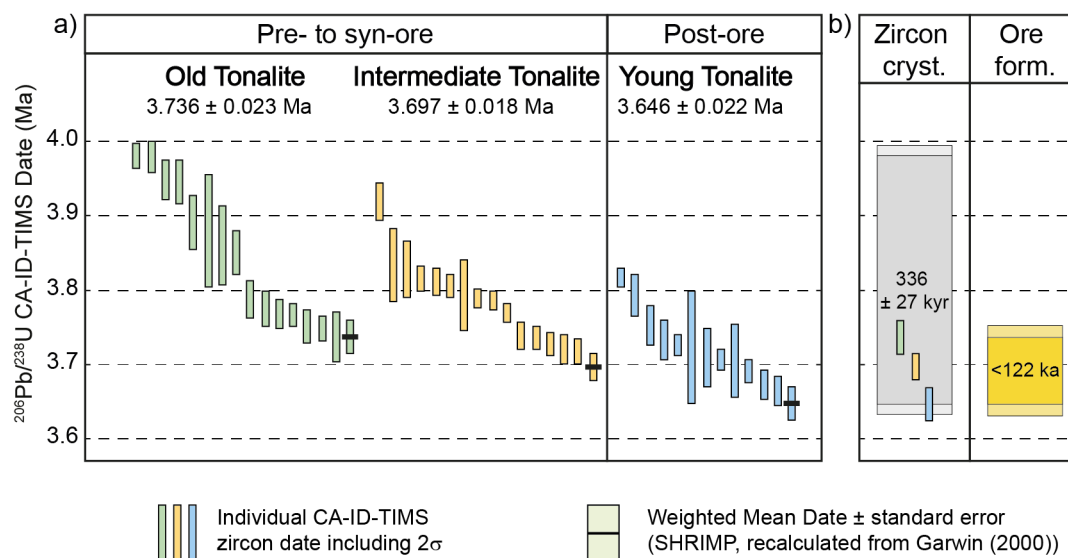 a)
Pre- to syn-ore
Post-ore
b)
Zircon
cryst.
Ore
form.
Old Tonalite
3.736 ± 0.023 Ma
Intermediate Tonalite
3.697 ± 0.018 Ma
Young Tonalite
3.646 ± 0.022 Ma
²⁰⁶Pb/²³⁸U CA-ID-TIMS Date (Ma)
4.0
3.9
3.8
3.7
3.6
336
± 27 kyr
<122 ka
Individual CA-ID-TIMS
zircon date including 2σ
Weighted Mean Date ± standard error
(SHRIMP, recalculated from Garwin (2000))